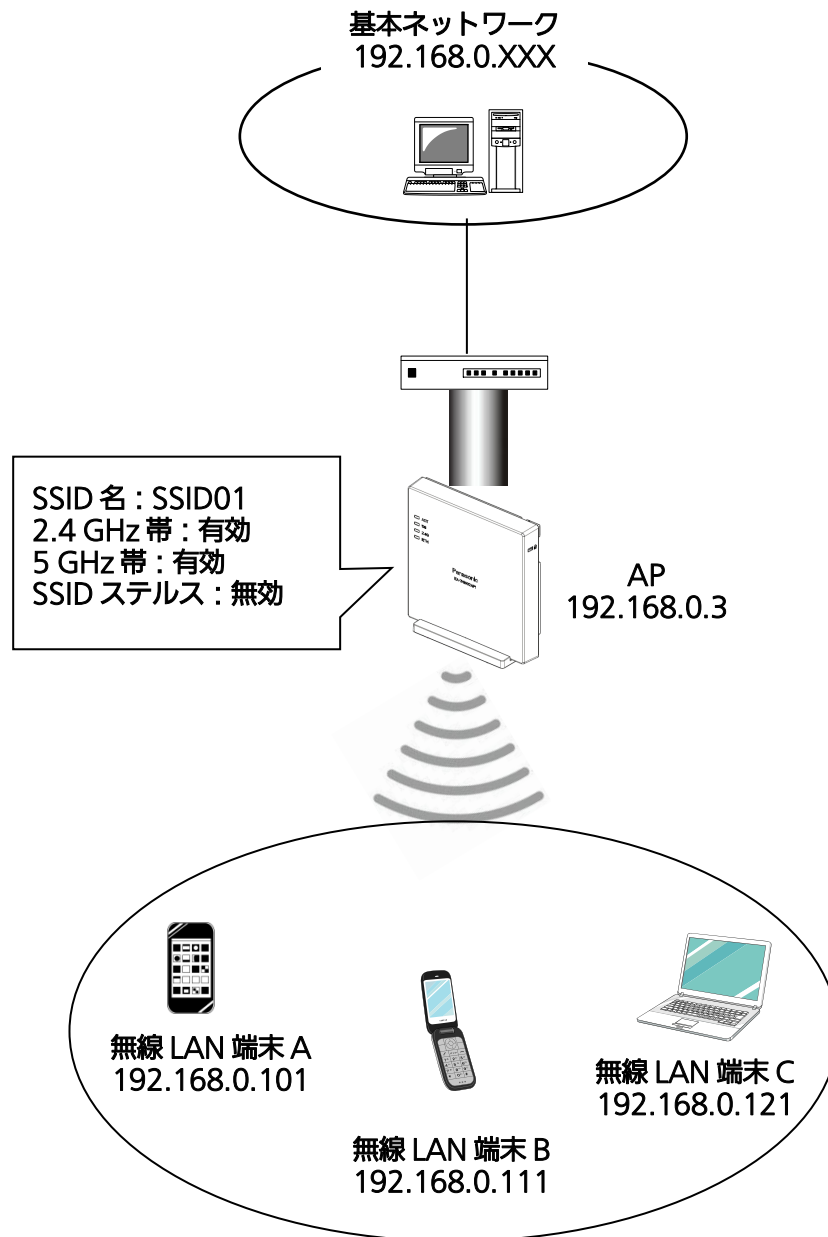 基本ネットワーク
192.168.0.XXX
SSID 名 : SSID01
2.4 GHz 帯 : 有効
5 GHz 帯 : 有効
SSID ステルス : 無効
Panasonic
AP
192.168.0.3
無線 LAN 端末 A
192.168.0.101
無線 LAN 端末 B
192.168.0.111
無線 LAN 端末 C
192.168.0.121